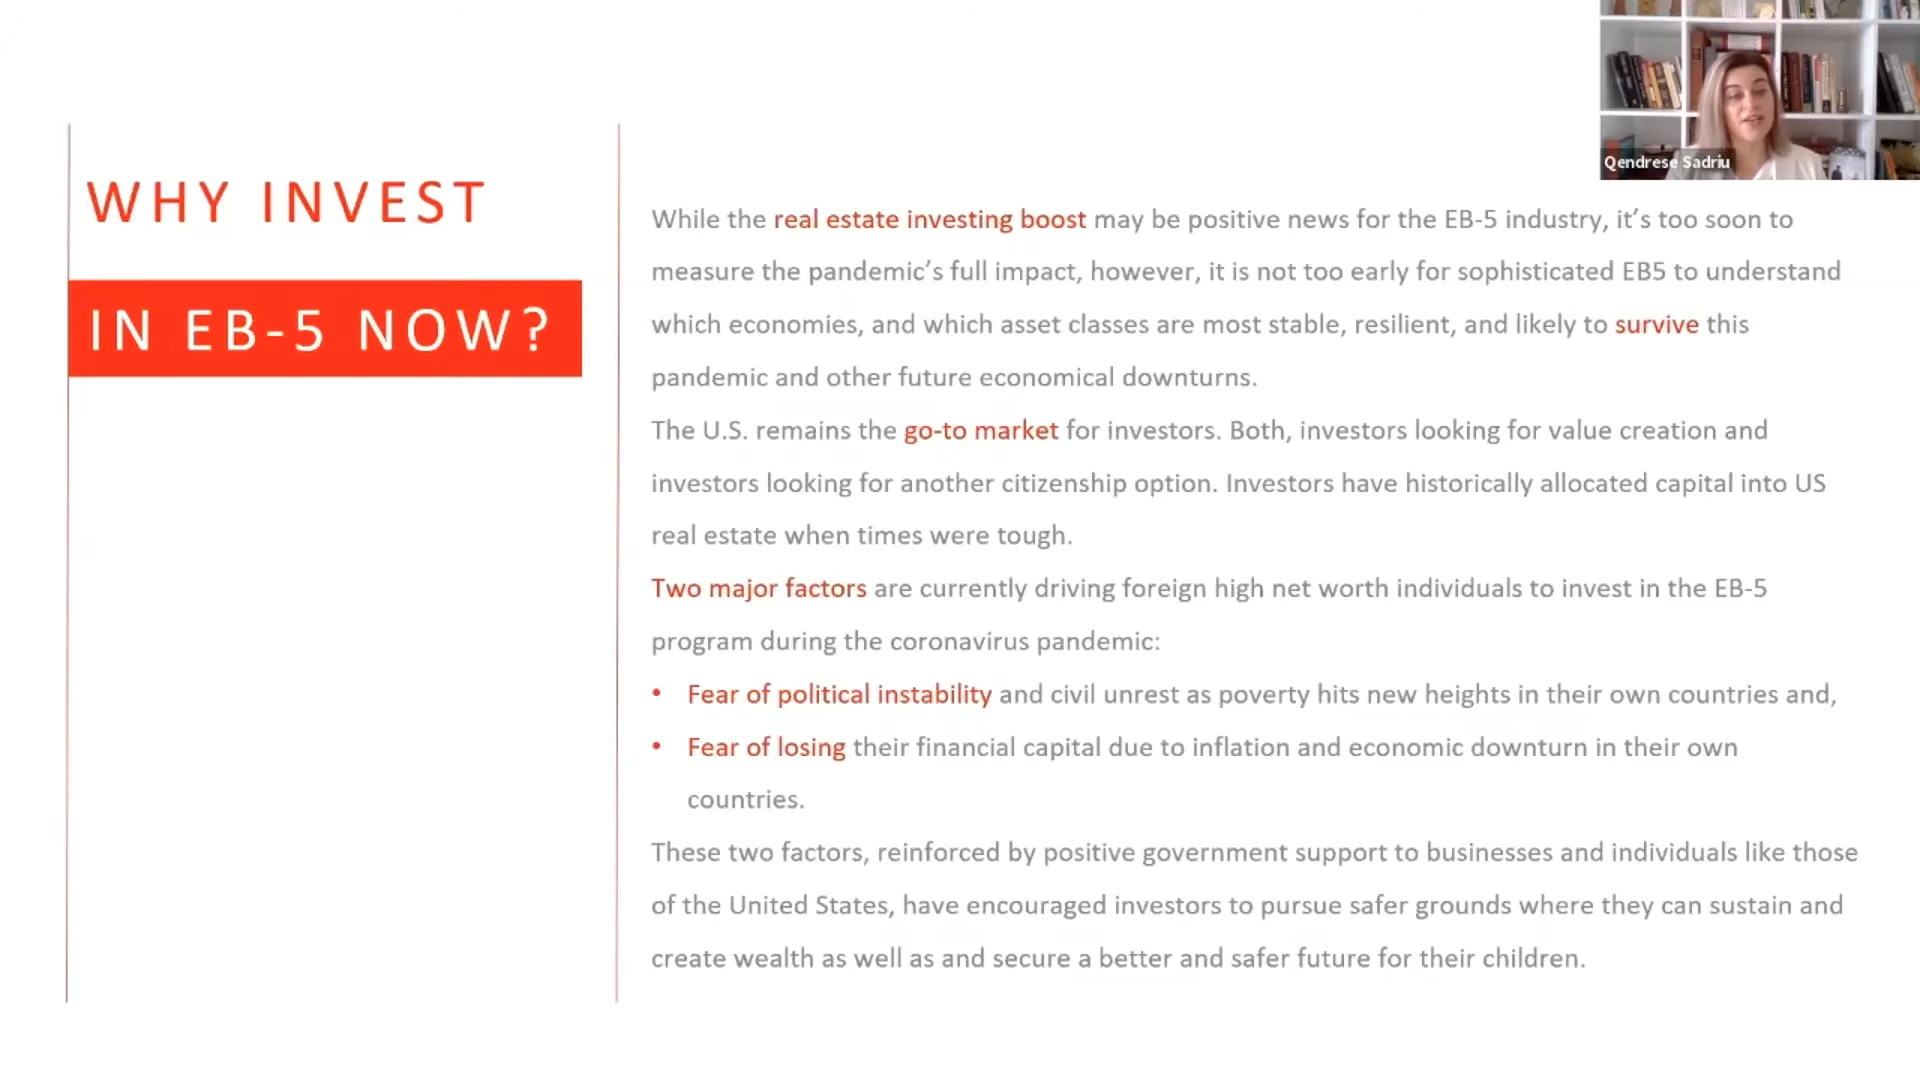 WHY INVEST
IN EB-5 NOW?
Qendrese Sadriu
While the real estate investing boost may be positive news for the EB-5 industry, it's too soon to
measure the pandemic's full impact, however, it is not too early for sophisticated EB5 to understand
which economies, and which asset classes are most stable, resilient, and likely to survive this
pandemic and other future economical downturns.
The U.S. remains the go-to market for investors. Both, investors looking for value creation and
investors looking for another citizenship option. Investors have historically allocated capital into US
real estate when times were tough.
Two major factors are currently driving foreign high net worth individuals to invest in the EB-5
program during the coronavirus pandemic:
• Fear of political instability and civil unrest as poverty hits new heights in their own countries and,
• Fear of losing their financial capital due to inflation and economic downturn in their own
countries.
These two factors, reinforced by positive government support to businesses and individuals like those
of the United States, have encouraged investors to pursue safer grounds where they can sustain and
create wealth as well as and secure a better and safer future for their children.